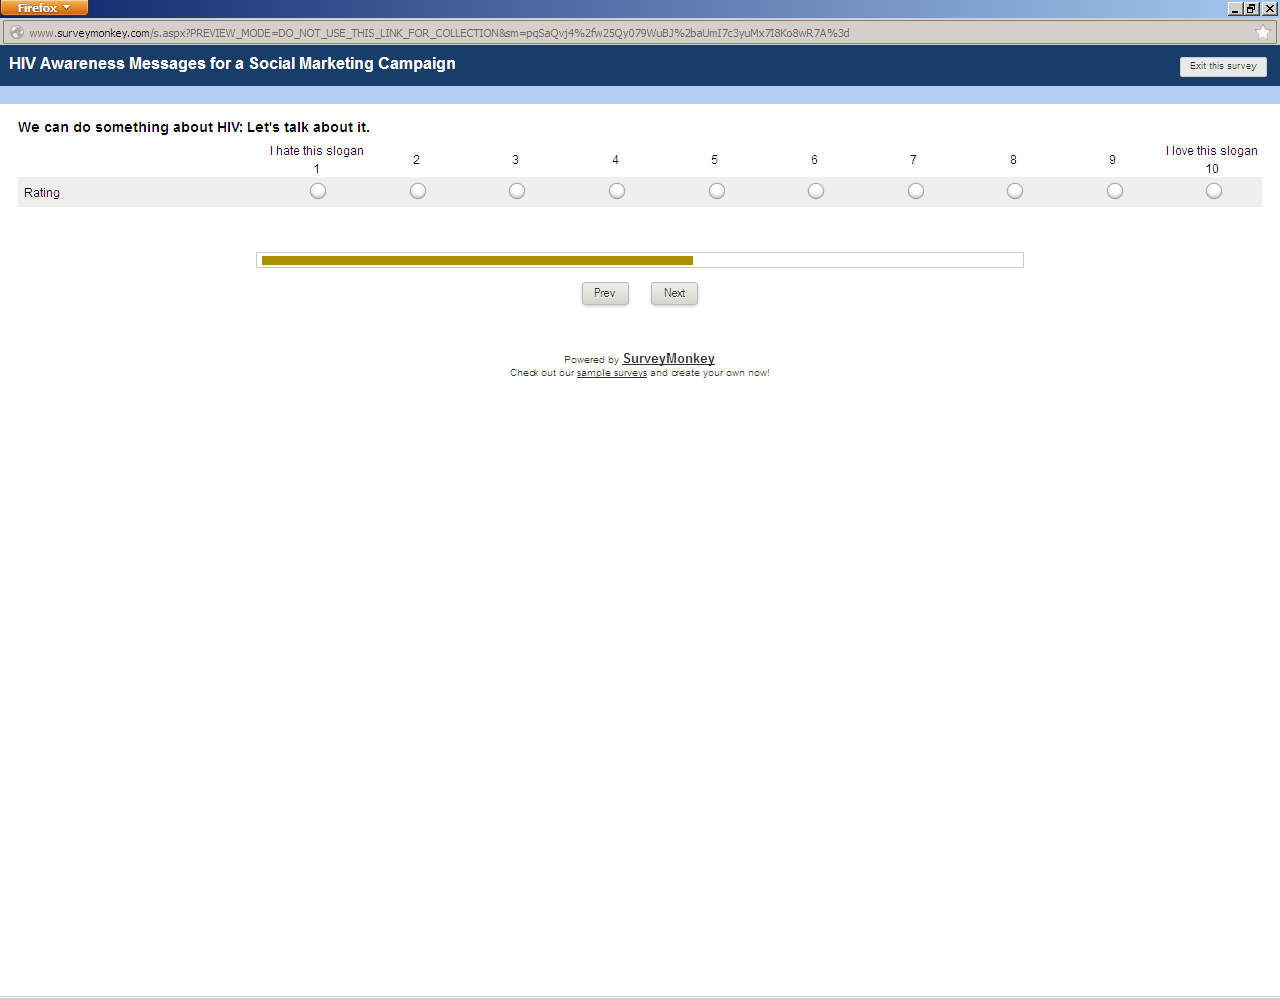 Firefox
www.surveymonkey.com/s.aspx?PREVIEW_MODE=DO_NOT_USE_THIS_LINK_FOR_COLLECTION&sm=pqSaQvj4%2fw25Qy079WuBJ%2baUmI7c3yuMx7I8Ko8wR7A%3d
HIV Awareness Messages for a Social Marketing Campaign
Exit this survey
We can do something about HIV: Let's talk about it.
I hate this slogan 1 2 3 4 5 6 7 8 9 I love this slogan 10
Rating
Prev Next
Powered by SurveyMonkey
Check out our sample surveys and create your own now!